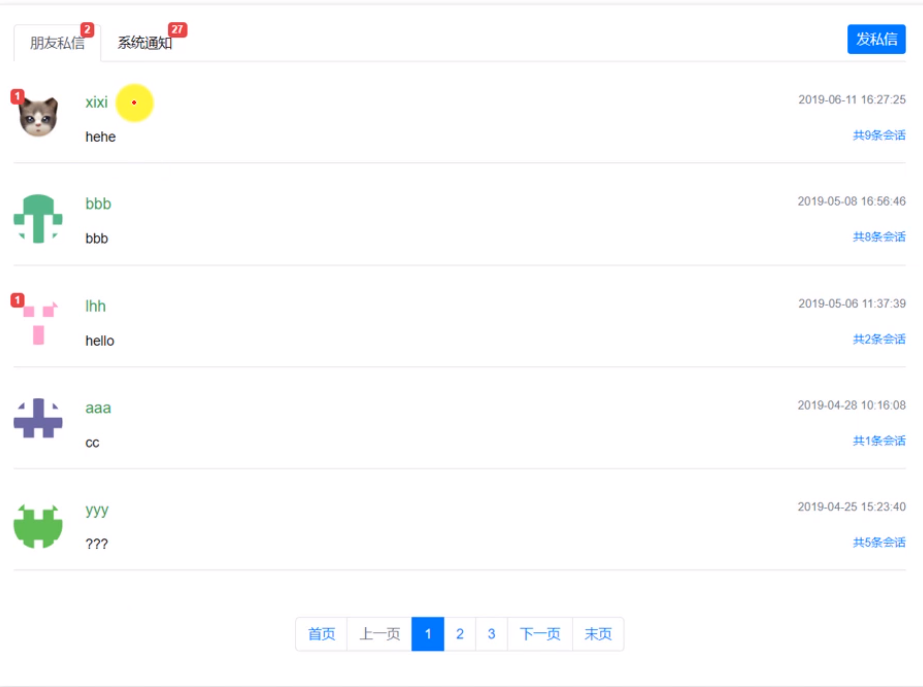 朋友私信 2 系统通知 27 发私信
1 xixi 2019-06-11 16:27:25
hehe 共9条会话
bbb 2019-05-08 16:56:46
bbb 共8条会话
1 lhh 2019-05-06 11:37:39
hello 共2条会话
aaa 2019-04-28 10:16:08
cc 共1条会话
yyy 2019-04-25 15:23:40
??? 共5条会话
首页 上一页 1 2 3 下一页 末页